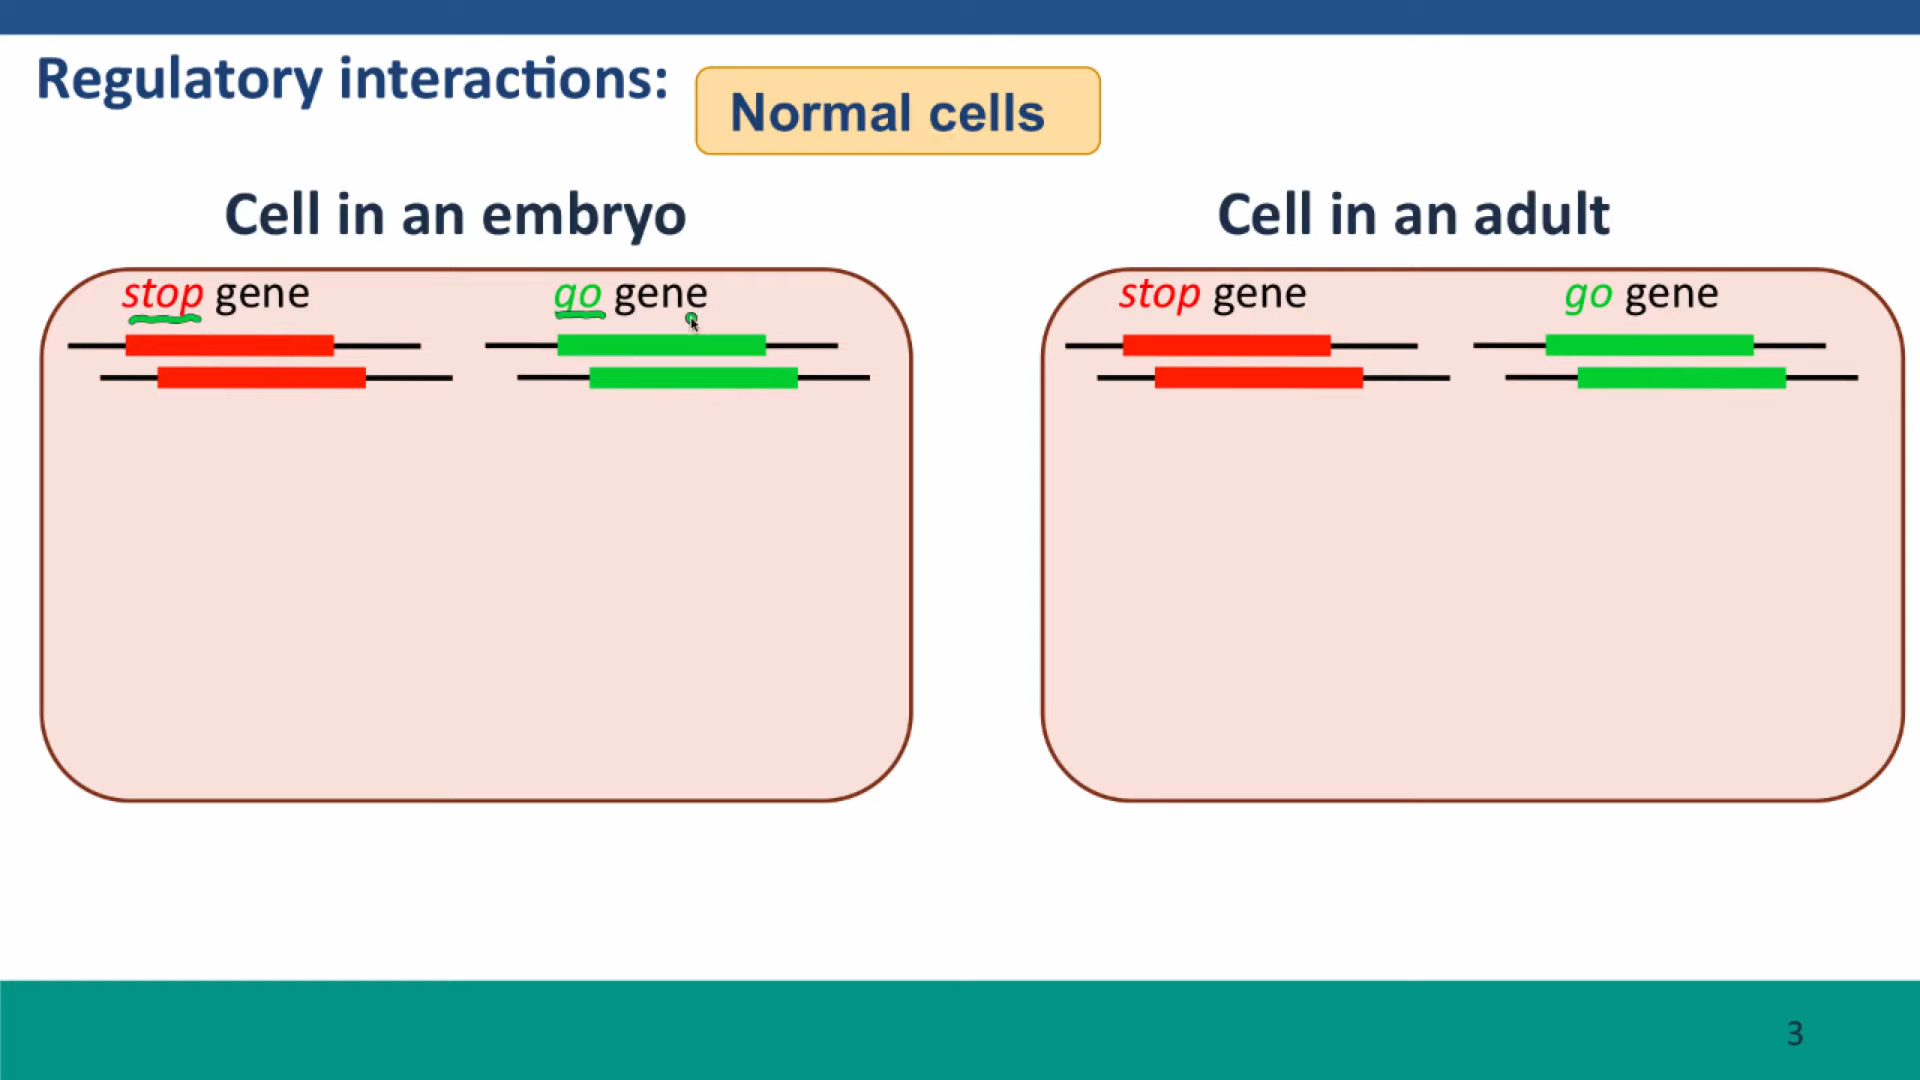 Regulatory interactions:
Normal cells
Cell in an embryo
Cell in an adult
stop gene
go gene
stop gene
go gene
3